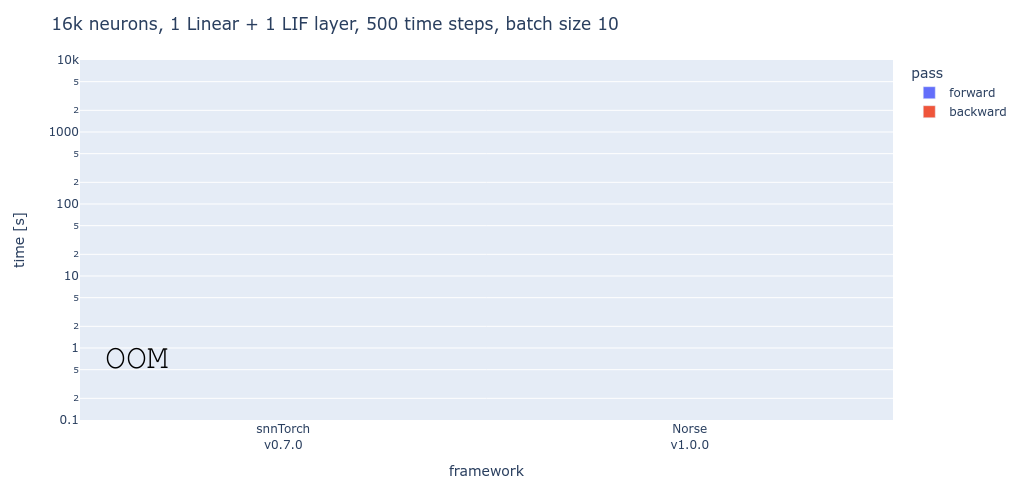 16k neurons, 1 Linear + 1 LIF layer, 500 time steps, batch size 10
10k
5
2
1000
5
2
100
5
2
10
5
2
1
5
2
0.1
time [s]
OOM
snnTorch
v0.7.0
Norse
v1.0.0
framework
pass
forward
backward